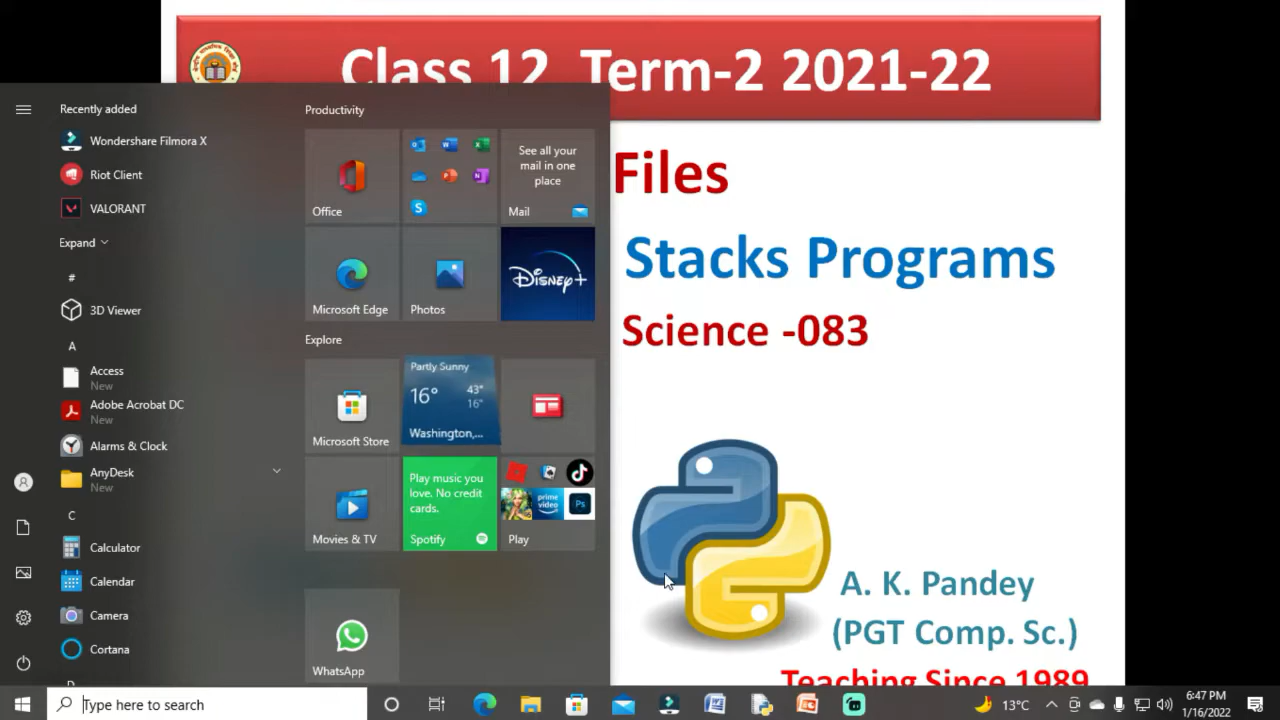 Class 12 Term-2 2021-22
Files
Stacks Programs
Science -083
A. K. Pandey
(PGT Comp. Sc.)
Teaching Since 1989
Recently added
Wondershare Filmora X
Riot Client
VALORANT
Expand
#
3D Viewer
A
Access
New
Adobe Acrobat DC
New
Alarms & Clock
AnyDesk
New
C
Calculator
Calendar
Camera
Cortana
Productivity
Office
See all your
mail in one
place
Mail
Microsoft Edge
Photos
Disney+
Explore
Microsoft Store
Partly Sunny
16°
43°
16°
Washington,...
Movies & TV
Play music you
love. No credit
cards.
Spotify
prime
video
Ps
Play
WhatsApp
Type here to search
13°C
6:47 PM
1/16/2022